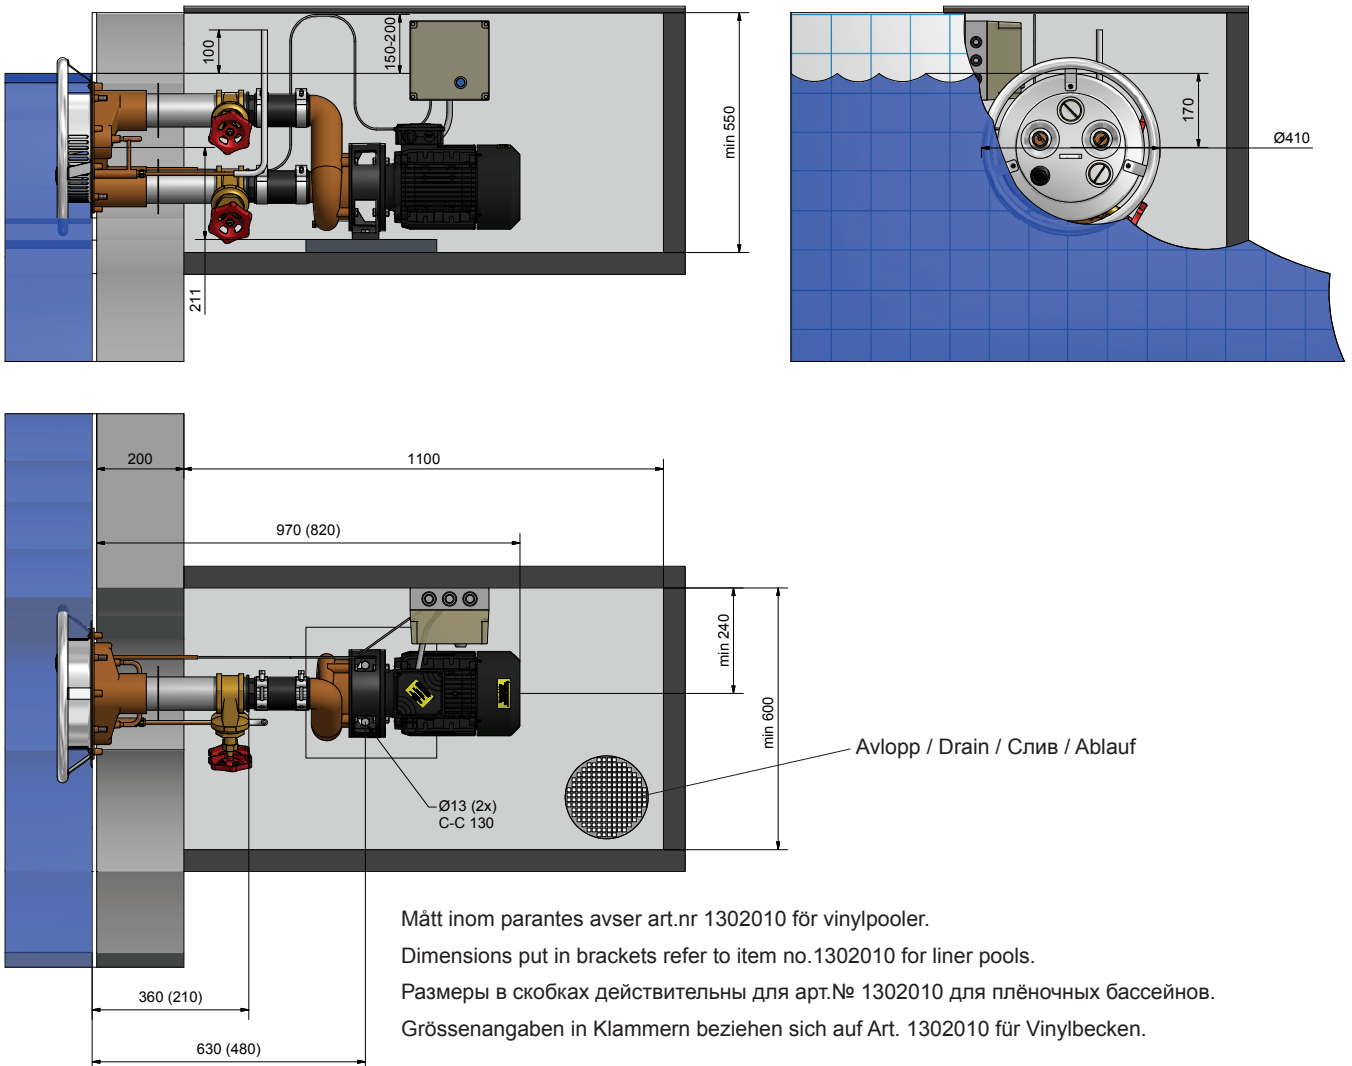 100
150-200
min 550
211
170
Ø410
200
1100
970 (820)
min 240
min 600
Avlopp / Drain / Слив / Ablauf
Ø13 (2x)
C-C 130
360 (210)
630 (480)
Mått inom parantes avser art.nr 1302010 för vinylpooler.
Dimensions put in brackets refer to item no.1302010 for liner pools.
Размеры в скобках действительны для арт.№ 1302010 для плёночных бассейнов.
Grössenangaben in Klammern beziehen sich auf Art. 1302010 für Vinylbecken.